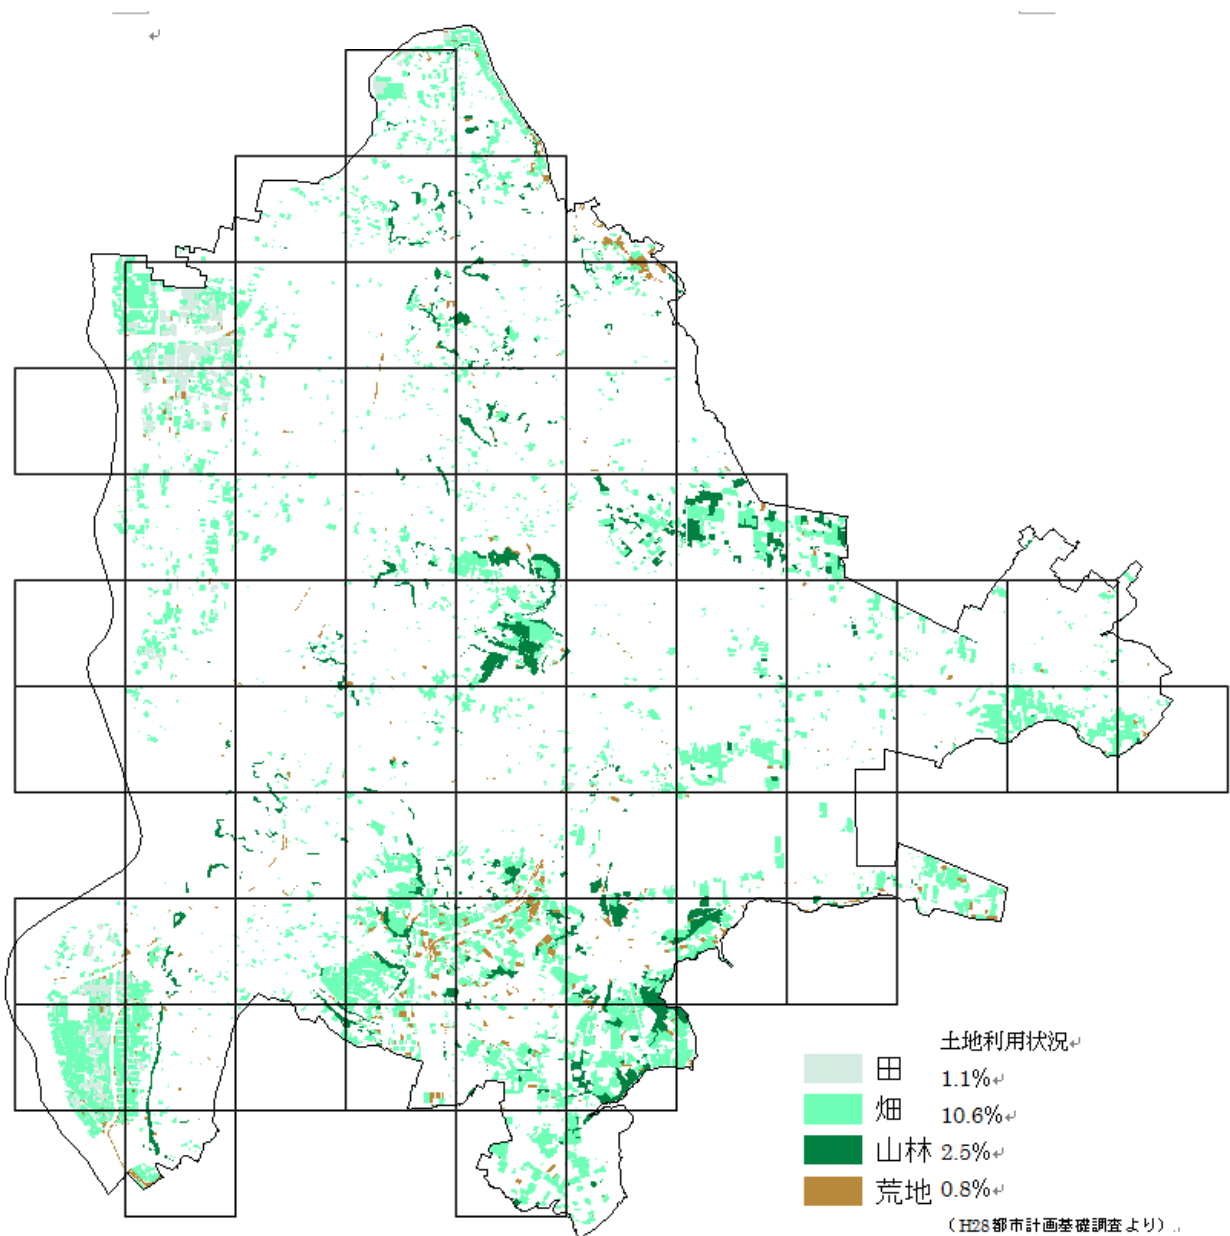 土地利用状況
田 1.1%
畑 10.6%
山林 2.5%
荒地 0.8%
（H28都市計画基礎調査より）